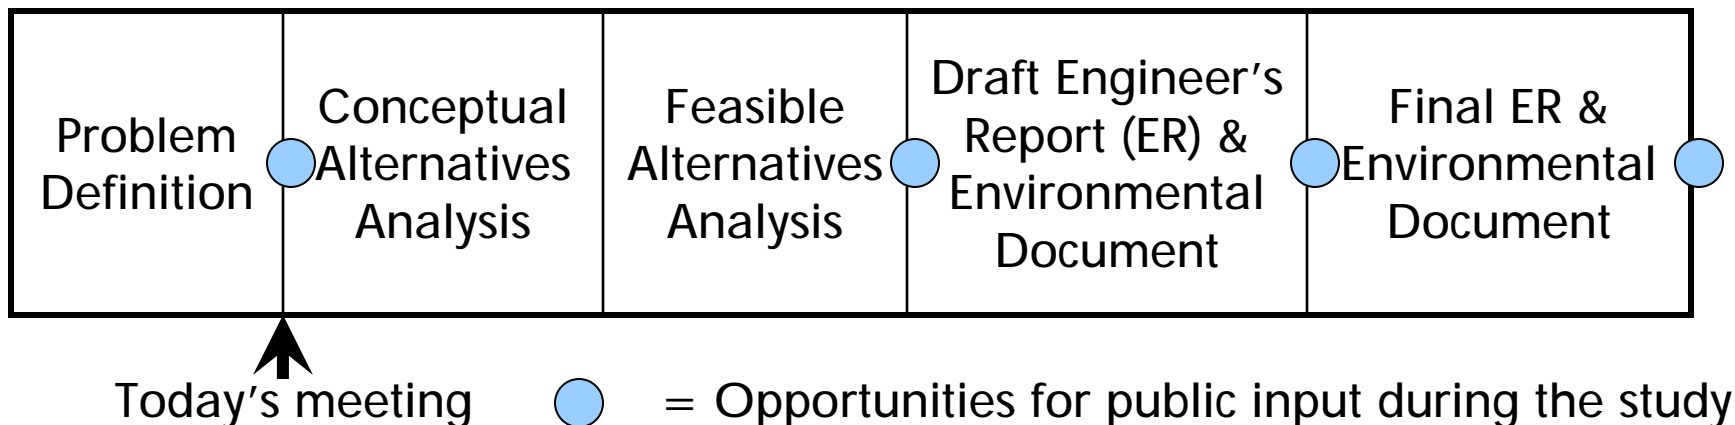 Problem
Definition
Conceptual
Alternatives
Analysis
Feasible
Alternatives
Analysis
Draft Engineer’s
Report (ER) &
Environmental
Document
Final ER &
Environmental
Document
Today’s meeting
= Opportunities for public input during the study